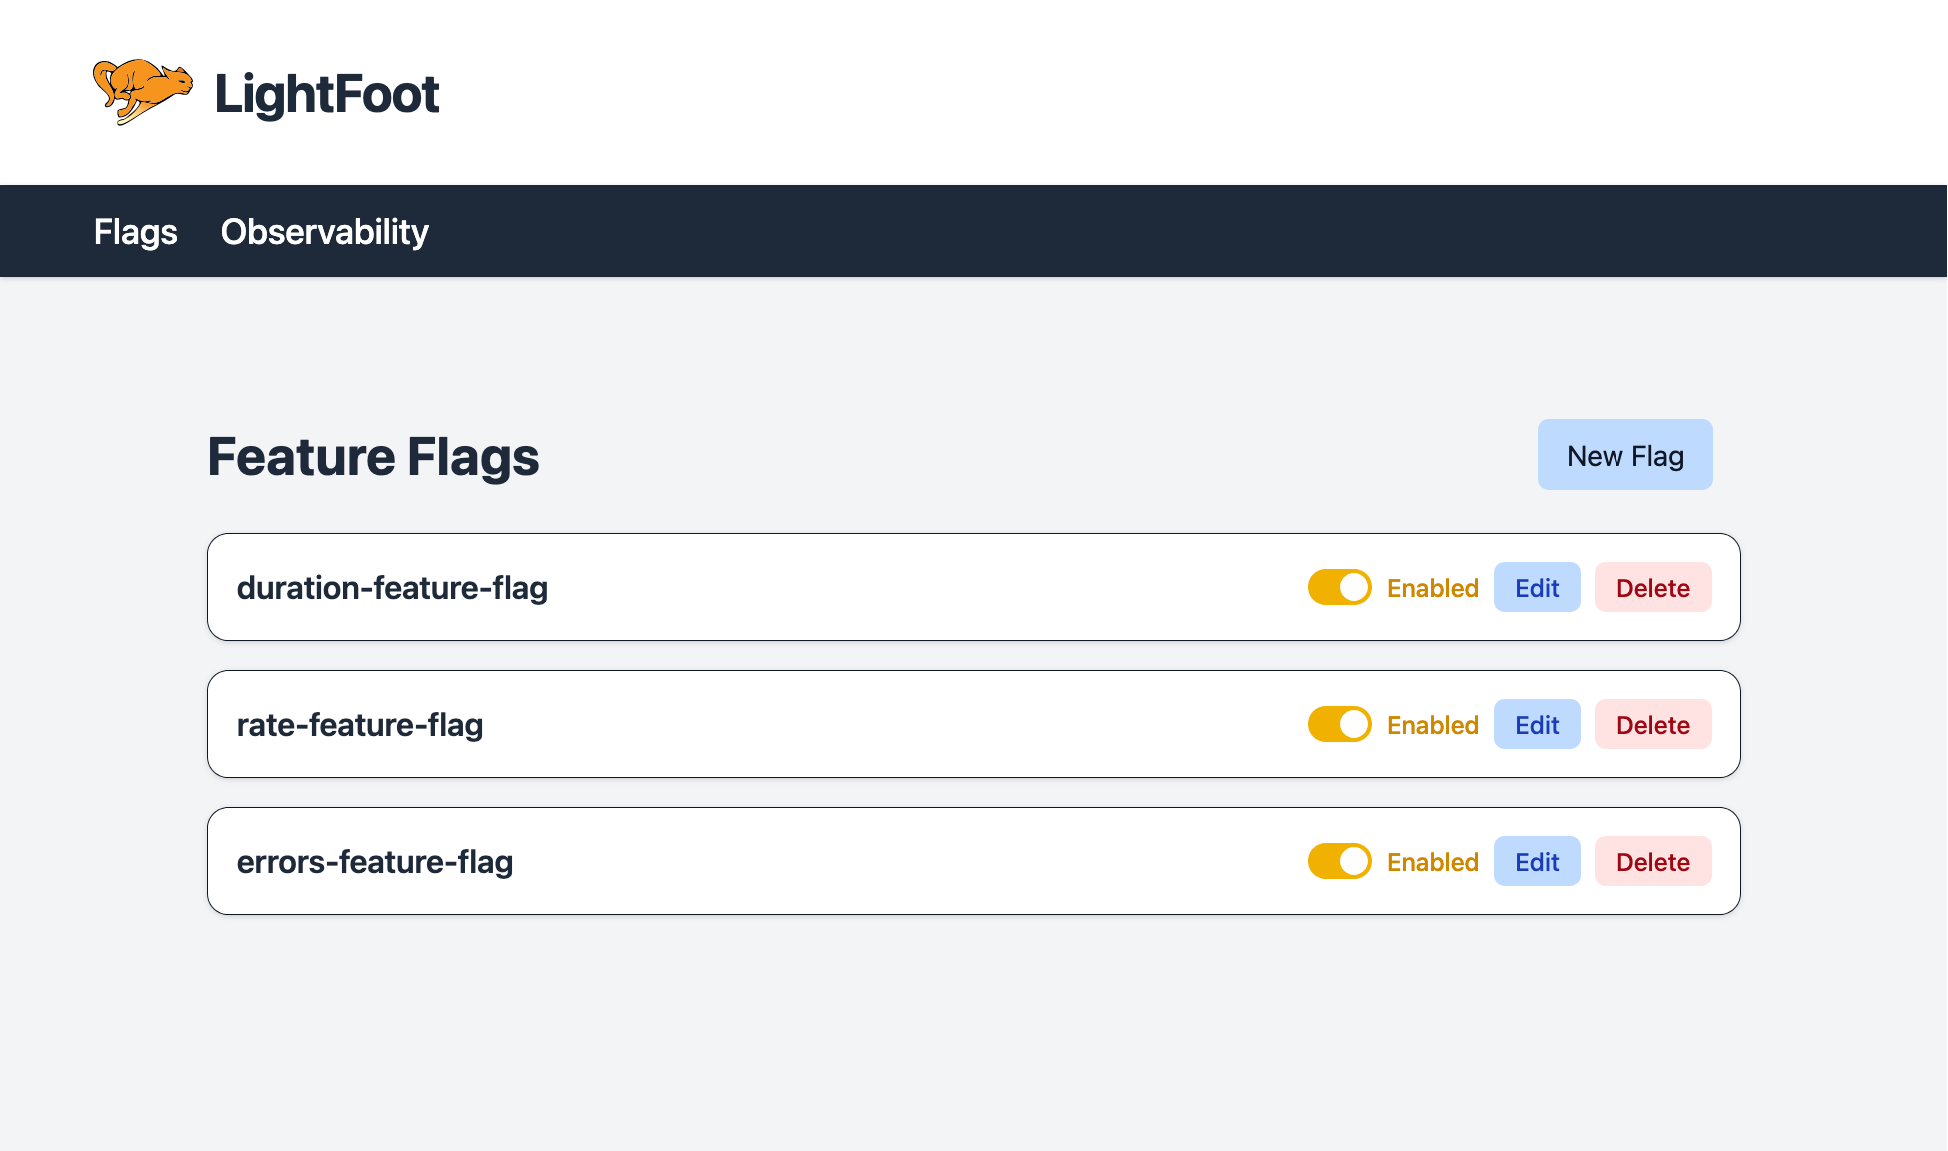 LightFoot
Flags Observability
Feature Flags New Flag
duration-feature-flag Enabled Edit Delete
rate-feature-flag Enabled Edit Delete
errors-feature-flag Enabled Edit Delete